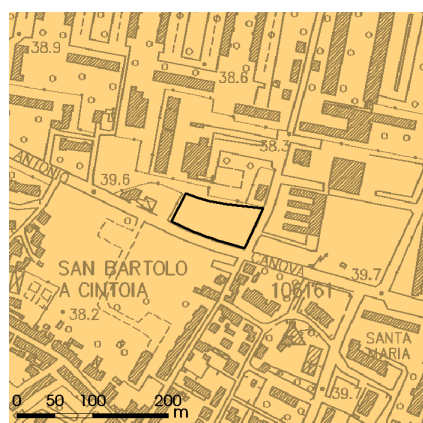 38.9
38.6
38.3
ANTONIO
39.6
CANOVA
SAN BARTOLO
A CINTOIA
39.7
38.2
SANTA
MARIA
39.7
0 50 100 200
m